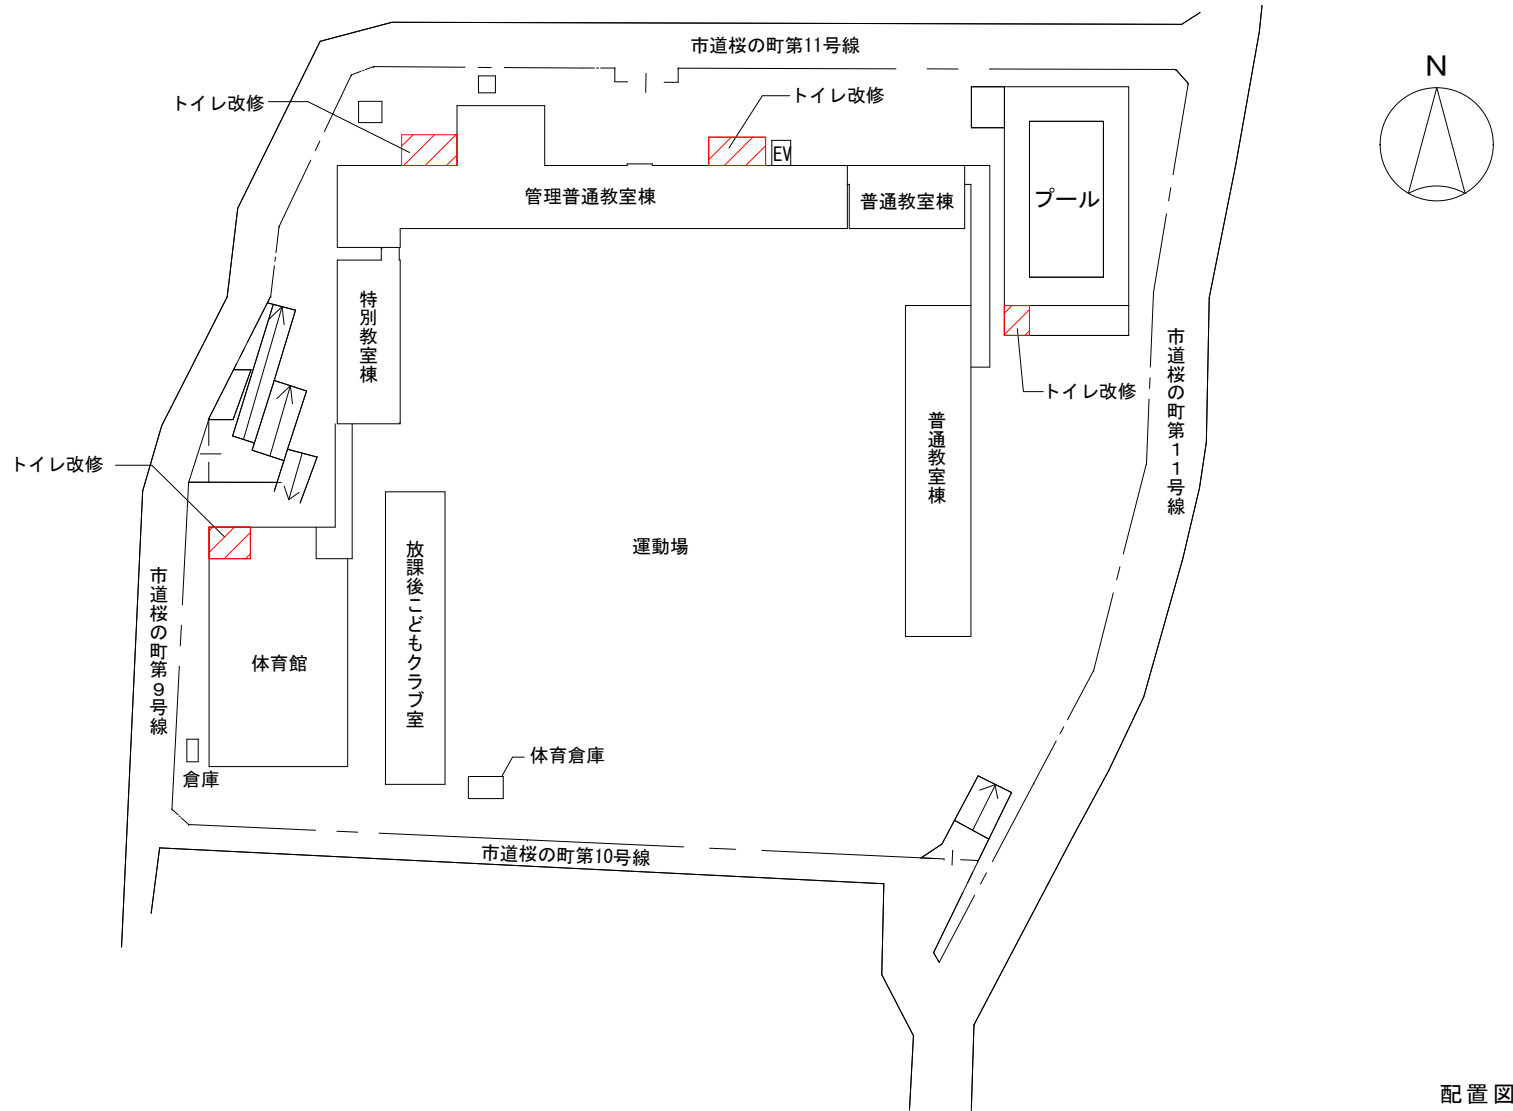 市道桜の町第11号線
N
トイレ改修
トイレ改修
EV
管理普通教室棟
普通教室棟
プール
特別教室棟
市道桜の町第11号線
トイレ改修
普通教室棟
トイレ改修
運動場
放課後こどもクラブ室
市道桜の町第9号線
体育館
体育倉庫
倉庫
市道桜の町第10号線
配置図